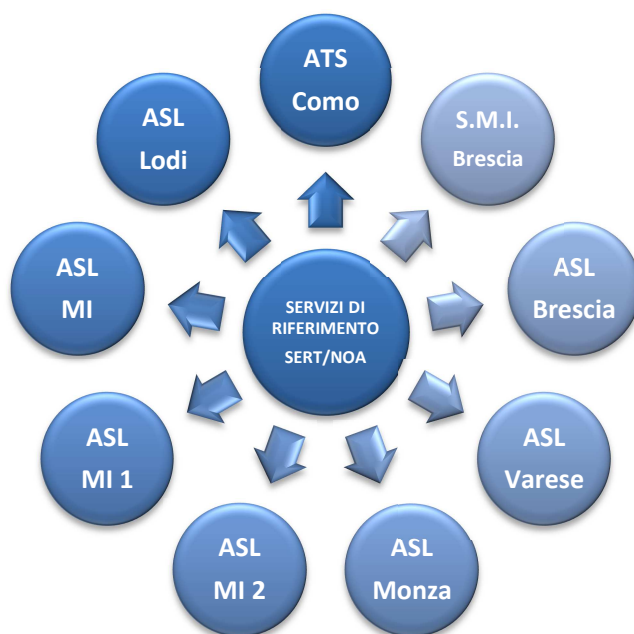 ATS
Como
S.M.I.
Brescia
ASL
Brescia
ASL
Varese
ASL
Monza
ASL
MI 2
ASL
MI 1
ASL
MI
ASL
Lodi
SERVIZI DI
RIFERIMENTO
SERT/NOA